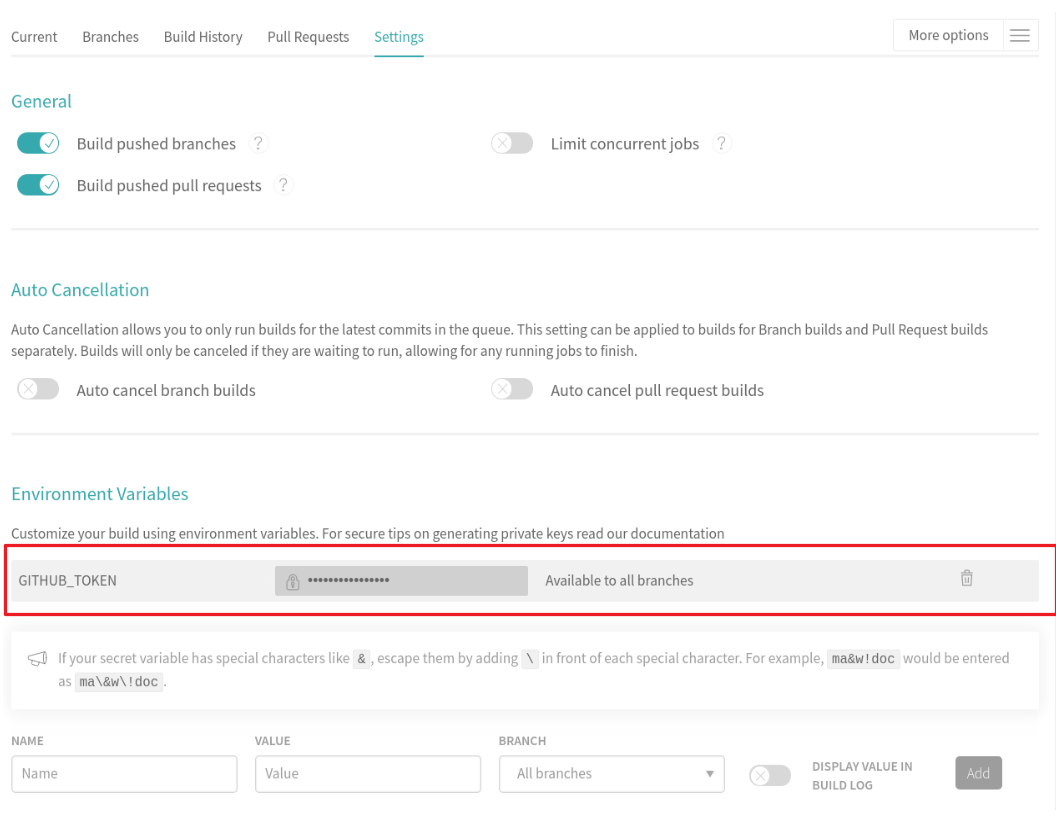 Current Branches Build History Pull Requests Settings More options
General
Build pushed branches ? Limit concurrent jobs ?
Build pushed pull requests ?
Auto Cancellation
Auto Cancellation allows you to only run builds for the latest commits in the queue. This setting can be applied to builds for Branch builds and Pull Request builds
separately. Builds will only be canceled if they are waiting to run, allowing for any running jobs to finish.
Auto cancel branch builds Auto cancel pull request builds
Environment Variables
Customize your build using environment variables. For secure tips on generating private keys read our documentation
GITHUB_TOKEN •••••••••••••••• Available to all branches
If your secret variable has special characters like & , escape them by adding \ in front of each special character. For example, ma&w!doc would be entered
as ma\&w\!doc .
NAME VALUE BRANCH
Name Value All branches DISPLAY VALUE IN
BUILD LOG Add